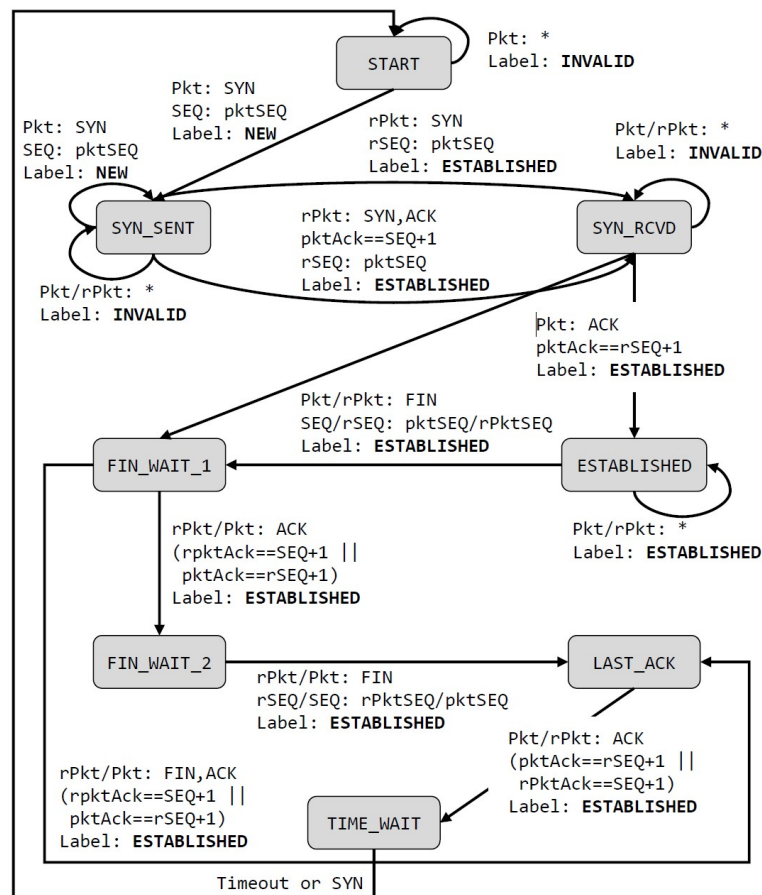 START
Pkt: *
Label: INVALID
Pkt: SYN
SEQ: pktSEQ
Label: NEW
Pkt: SYN
SEQ: pktSEQ
Label: NEW
rPkt: SYN
rSEQ: pktSEQ
Label: ESTABLISHED
Pkt/rPkt: *
Label: INVALID
SYN_SENT
rPkt: SYN,ACK
pktAck==SEQ+1
rSEQ: pktSEQ
Label: ESTABLISHED
SYN_RCVD
Pkt/rPkt: *
Label: INVALID
Pkt: ACK
pktAck==rSEQ+1
Label: ESTABLISHED
Pkt/rPkt: FIN
SEQ/rSEQ: pktSEQ/rPktSEQ
Label: ESTABLISHED
FIN_WAIT_1
ESTABLISHED
rPkt/Pkt: ACK
(rpktAck==SEQ+1 ||
pktAck==rSEQ+1)
Label: ESTABLISHED
Pkt/rPkt: *
Label: ESTABLISHED
FIN_WAIT_2
LAST_ACK
rPkt/Pkt: FIN
rSEQ/SEQ: rPktSEQ/pktSEQ
Label: ESTABLISHED
Pkt/rPkt: ACK
(pktAck==rSEQ+1 ||
rPktAck==SEQ+1)
Label: ESTABLISHED
rPkt/Pkt: FIN,ACK
(rpktAck==SEQ+1 ||
pktAck==rSEQ+1)
Label: ESTABLISHED
TIME_WAIT
Timeout or SYN